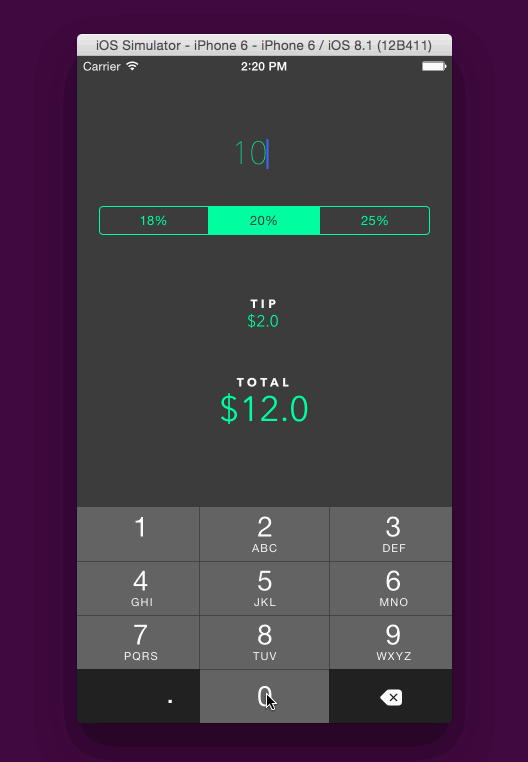 iOS Simulator - iPhone 6 - iPhone 6 / iOS 8.1 (12B411)
Carrier 2:20 PM
10
18% 20% 25%
TIP
$2.0
TOTAL
$12.0
1 2 3
ABC DEF
4 5 6
GHI JKL MNO
7 8 9
PQRS TUV WXYZ
. 0